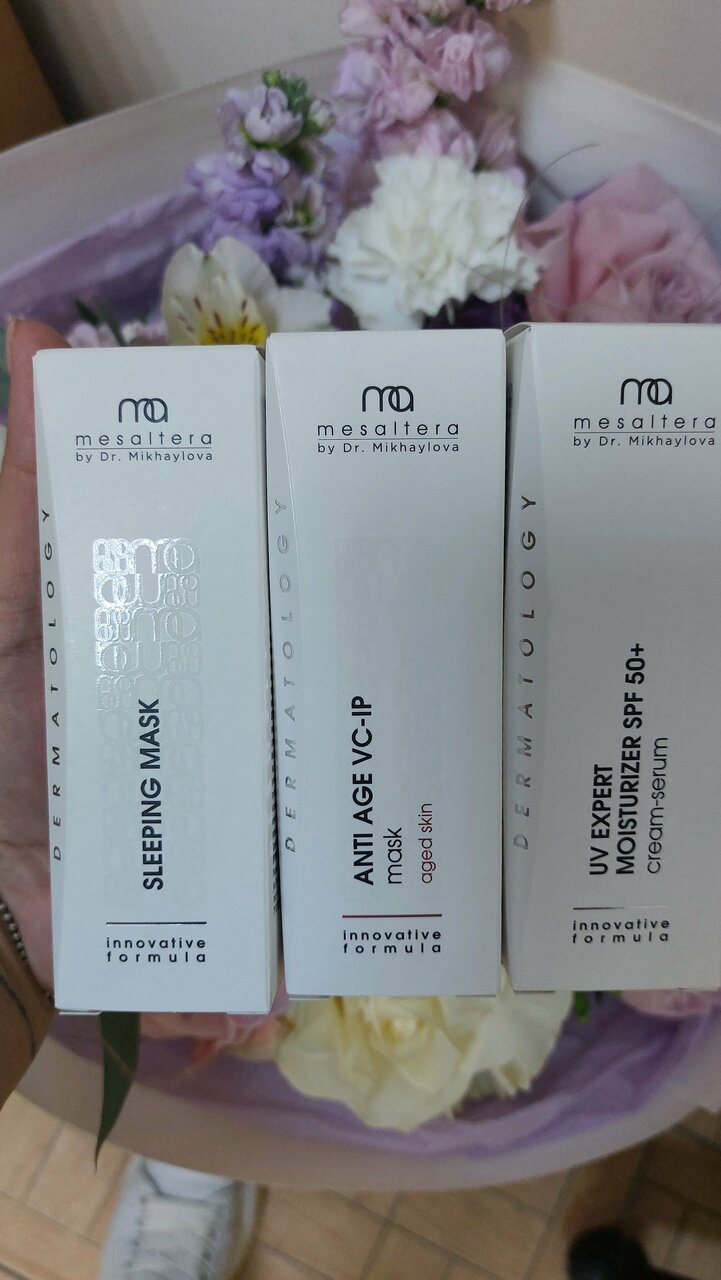 ma
mesaltera
by Dr. Mikhaylova
DERMATOLOGY
SLEEPING MASK
innovative
formula
ma
mesaltera
by Dr. Mikhaylova
DERMATOLOGY
ANTI AGE VC-IP
mask
aged skin
innovative
formula
ma
mesaltera
by Dr. Mikhaylova
DERMATOLOGY
UV EXPERT
MOISTURIZER SPF 50+
cream-serum
innovative
formula